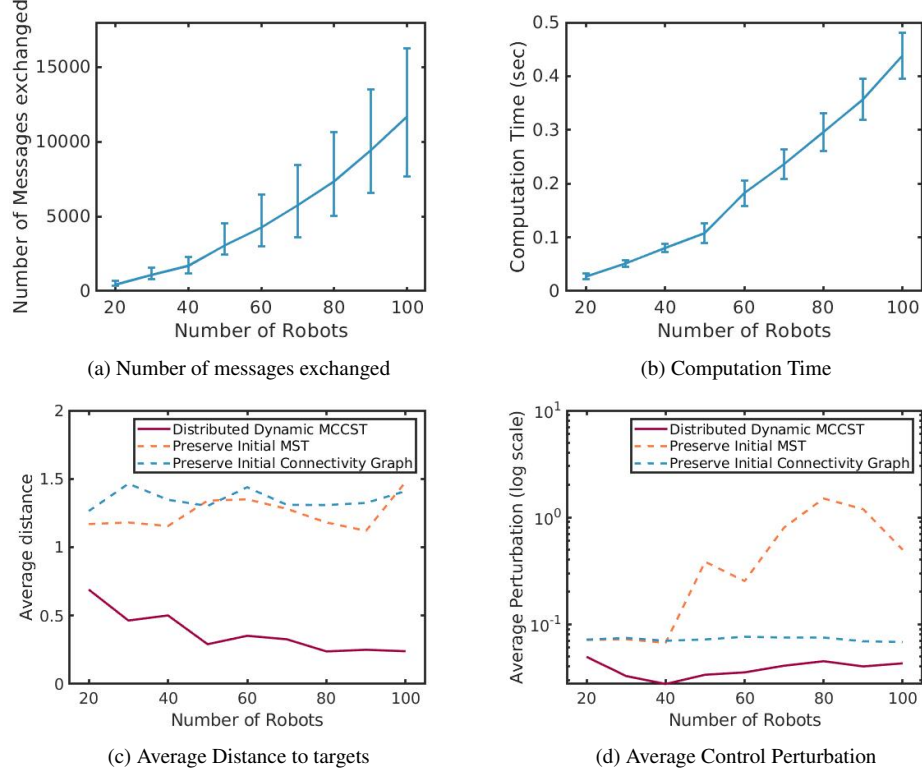 Number of Messages exchanged
15000
10000
5000
0
20 40 60 80 100
Number of Robots
(a) Number of messages exchanged
Computation Time (sec)
0.5
0.4
0.3
0.2
0.1
0
20 40 60 80 100
Number of Robots
(b) Computation Time
Average distance
2
1.5
1
0.5
0
Distributed Dynamic MCCST
Preserve Initial MST
Preserve Initial Connectivity Graph
20 40 60 80 100
Number of Robots
(c) Average Distance to targets
Average Perturbation (log scale)
10^1
10^0
10^-1
Distributed Dynamic MCCST
Preserve Initial MST
Preserve Initial Connectivity Graph
20 40 60 80 100
Number of Robots
(d) Average Control Perturbation